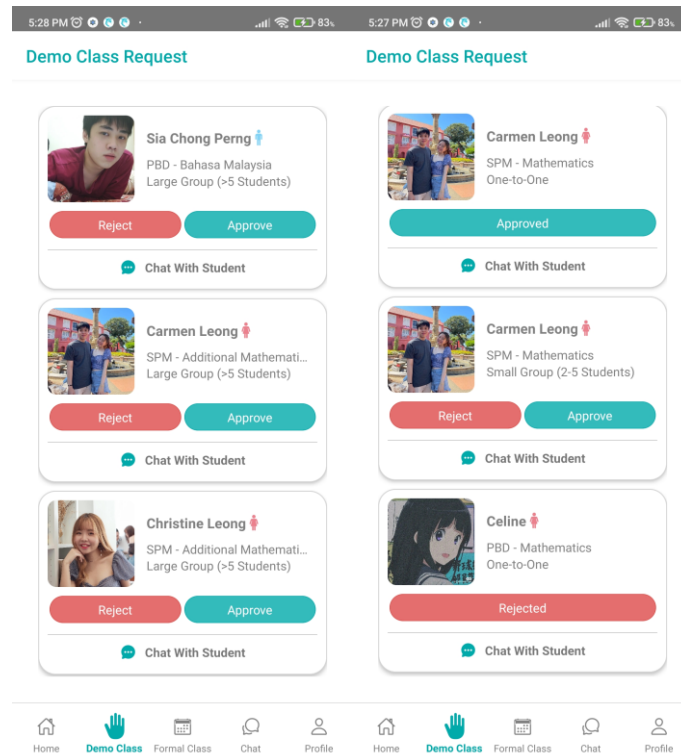 5:28 PM
83%
Demo Class Request
Sia Chong Perng
PBD - Bahasa Malaysia
Large Group (>5 Students)
Reject
Approve
Chat With Student
Carmen Leong
SPM - Additional Mathemati...
Large Group (>5 Students)
Reject
Approve
Chat With Student
Christine Leong
SPM - Additional Mathemati...
Large Group (>5 Students)
Reject
Approve
Chat With Student
Home
Demo Class
Formal Class
Chat
Profile
5:27 PM
83%
Demo Class Request
Carmen Leong
SPM - Mathematics
One-to-One
Approved
Chat With Student
Carmen Leong
SPM - Mathematics
Small Group (2-5 Students)
Reject
Approve
Chat With Student
Celine
PBD - Mathematics
One-to-One
Rejected
Chat With Student
Home
Demo Class
Formal Class
Chat
Profile